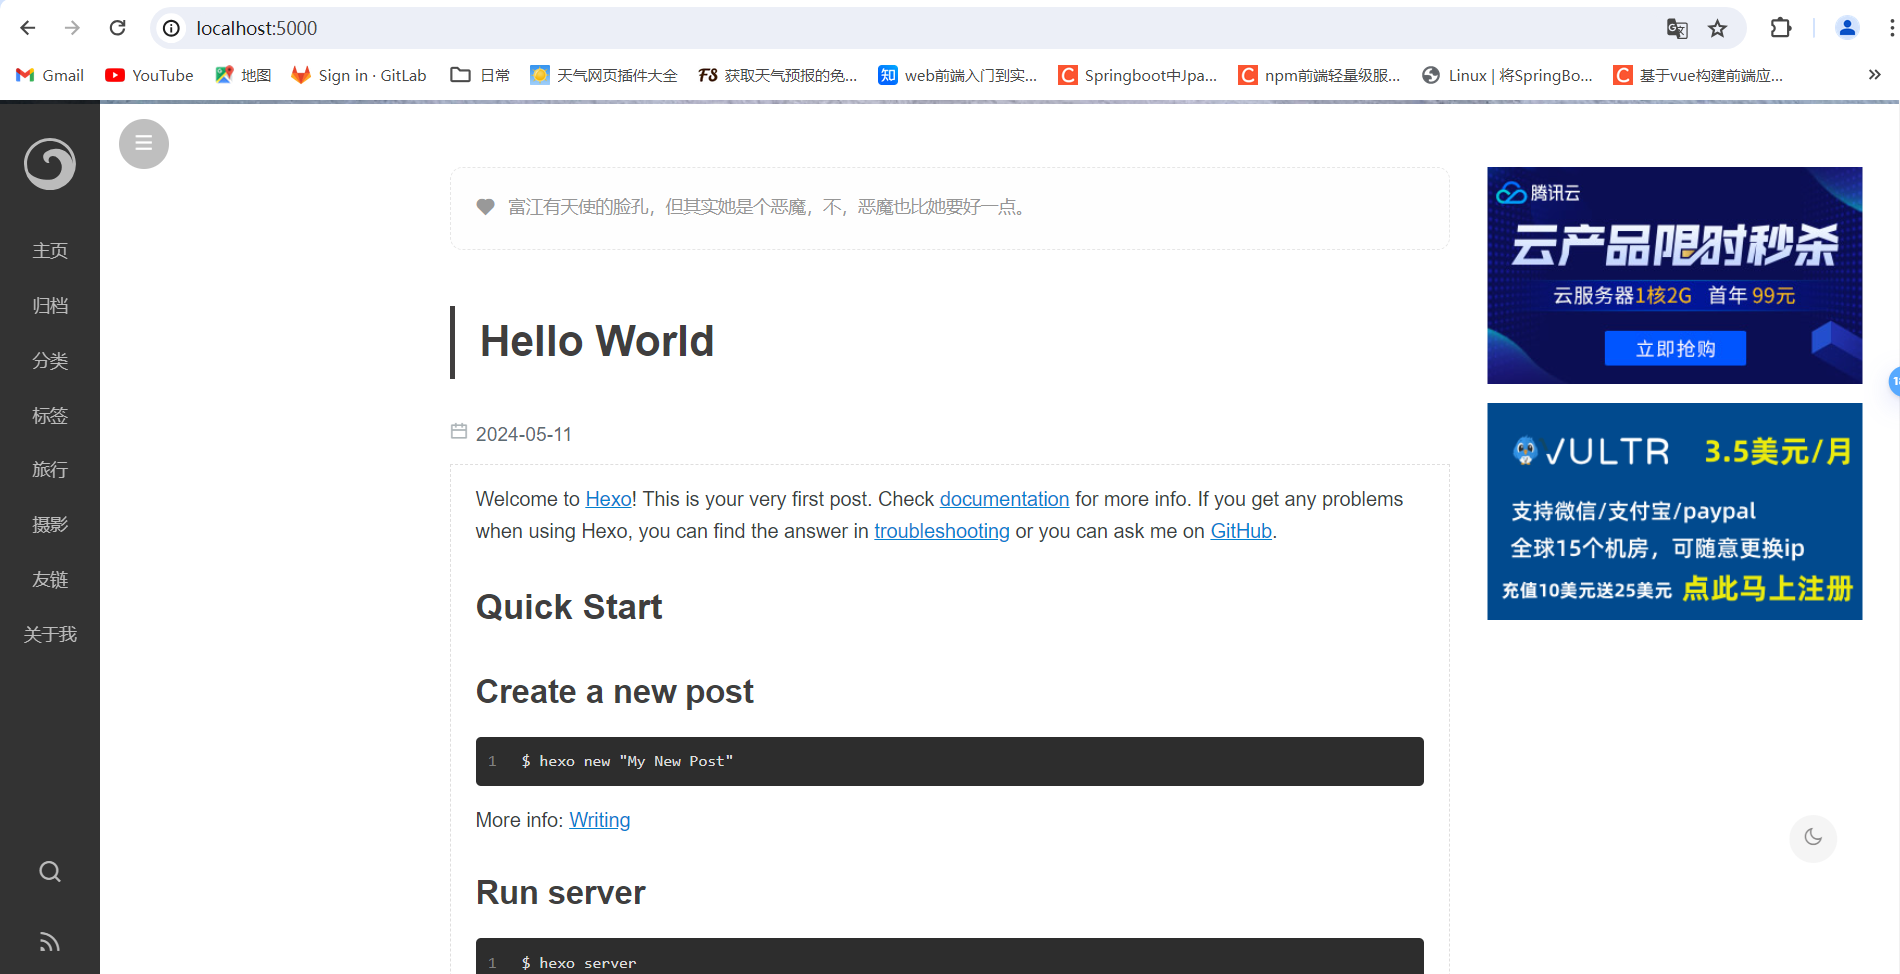 localhost:5000
Gmail
YouTube
地图
Sign in · GitLab
日常
天气网页插件大全
FS 获取天气预报的免...
知 web前端入门到实...
C Springboot中Jpa...
C npm前端轻量级服...
Linux | 将SpringBo...
C 基于vue构建前端应...
主页
归档
分类
标签
旅行
摄影
友链
关于我
富江有天使的脸孔，但其实她是个恶魔，不，恶魔也比她要好一点。
Hello World
2024-05-11
Welcome to Hexo! This is your very first post. Check documentation for more info. If you get any problems
when using Hexo, you can find the answer in troubleshooting or you can ask me on GitHub.
Quick Start
Create a new post
1 $ hexo new "My New Post"
More info: Writing
Run server
1 $ hexo server
腾讯云
云产品限时秒杀
云服务器1核2G 首年 99元
立即抢购
VULTR 3.5美元/月
支持微信/支付宝/paypal
全球15个机房，可随意更换ip
充值10美元送25美元 点此马上注册